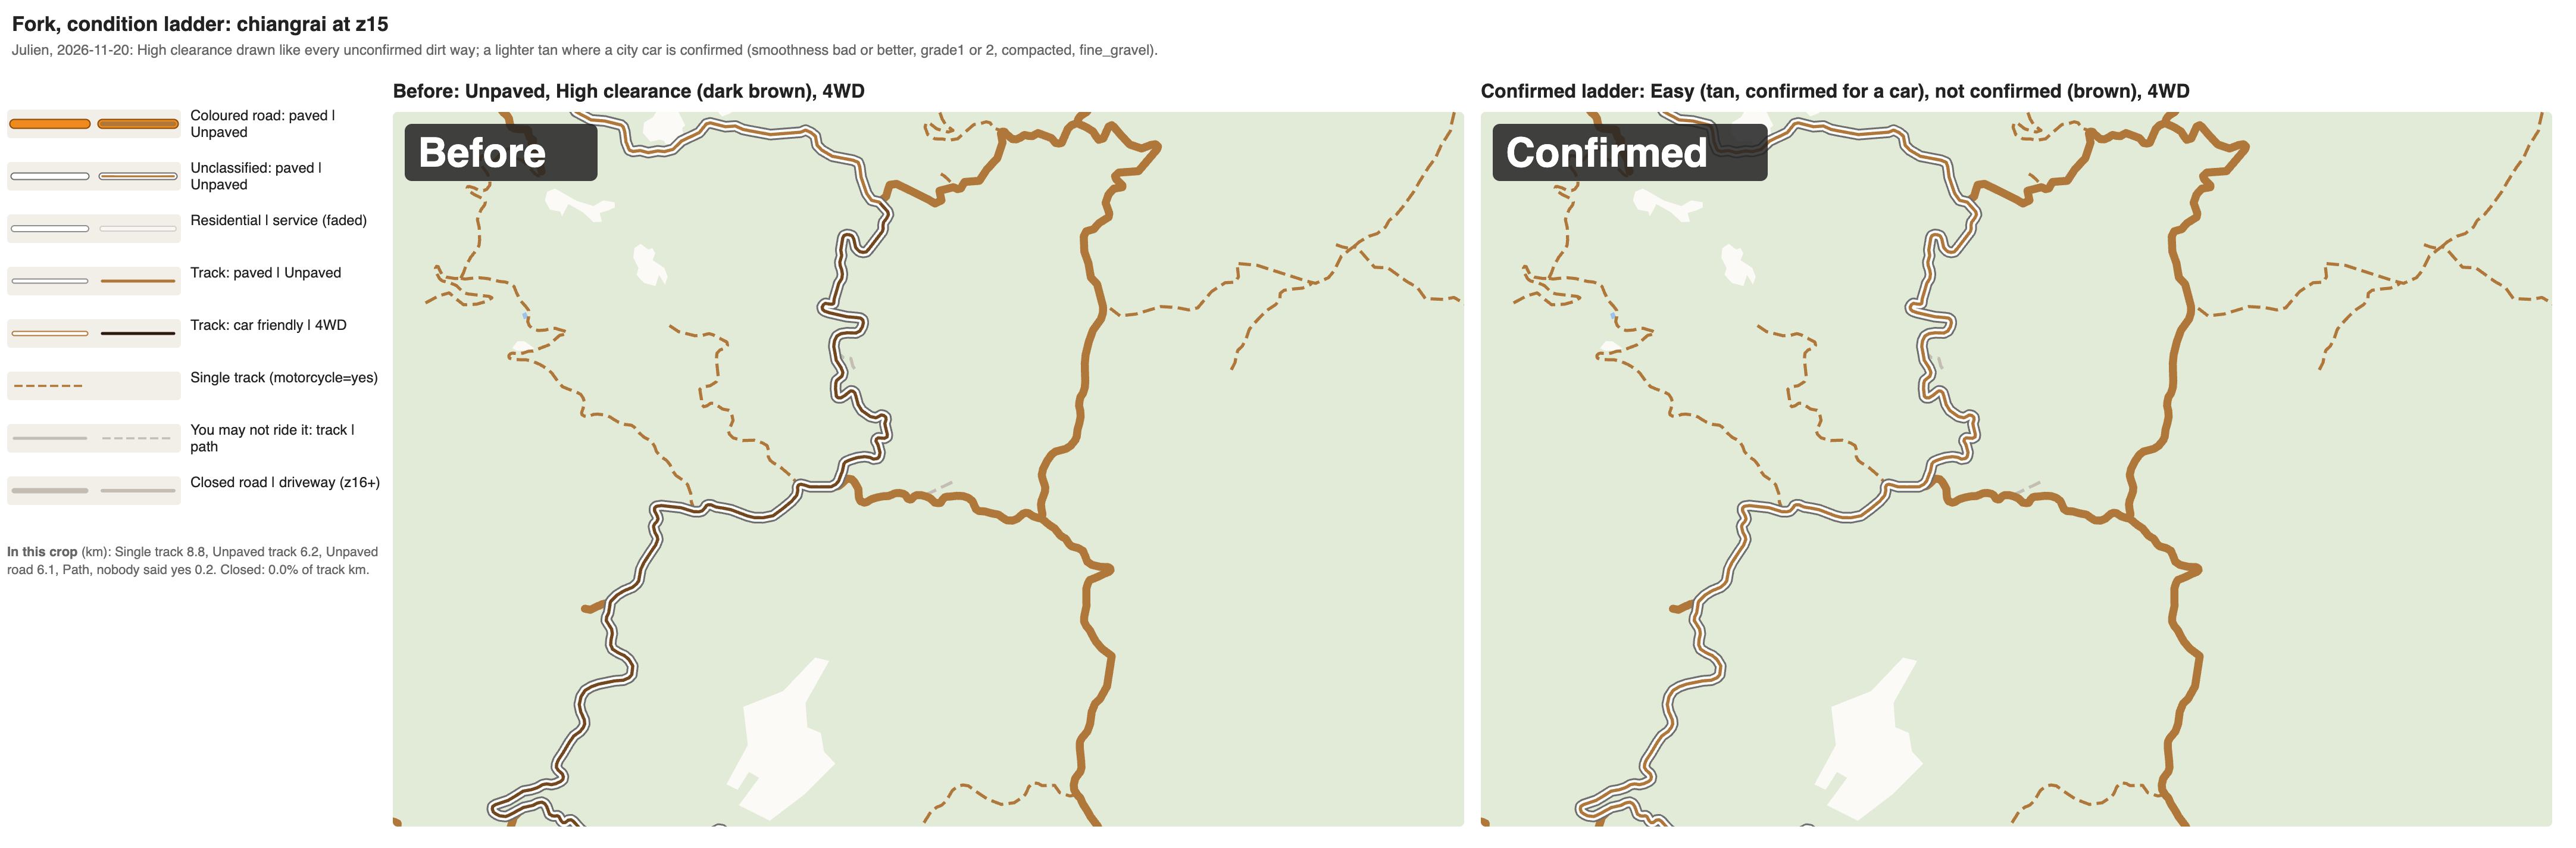 Fork, condition ladder: chiangrai at z15
Julien, 2026-11-20: High clearance drawn like every unconfirmed dirt way; a lighter tan where a city car is confirmed (smoothness bad or better, grade1 or 2, compacted, fine_gravel).
Before: Unpaved, High clearance (dark brown), 4WD
Confirmed ladder: Easy (tan, confirmed for a car), not confirmed (brown), 4WD
Before
Confirmed
Coloured road: paved |
Unpaved
Unclassified: paved |
Unpaved
Residential | service (faded)
Track: paved | Unpaved
Track: car friendly | 4WD
Single track (motorcycle=yes)
You may not ride it: track |
path
Closed road | driveway (z16+)
In this crop (km): Single track 8.8, Unpaved track 6.2, Unpaved
road 6.1, Path, nobody said yes 0.2. Closed: 0.0% of track km.